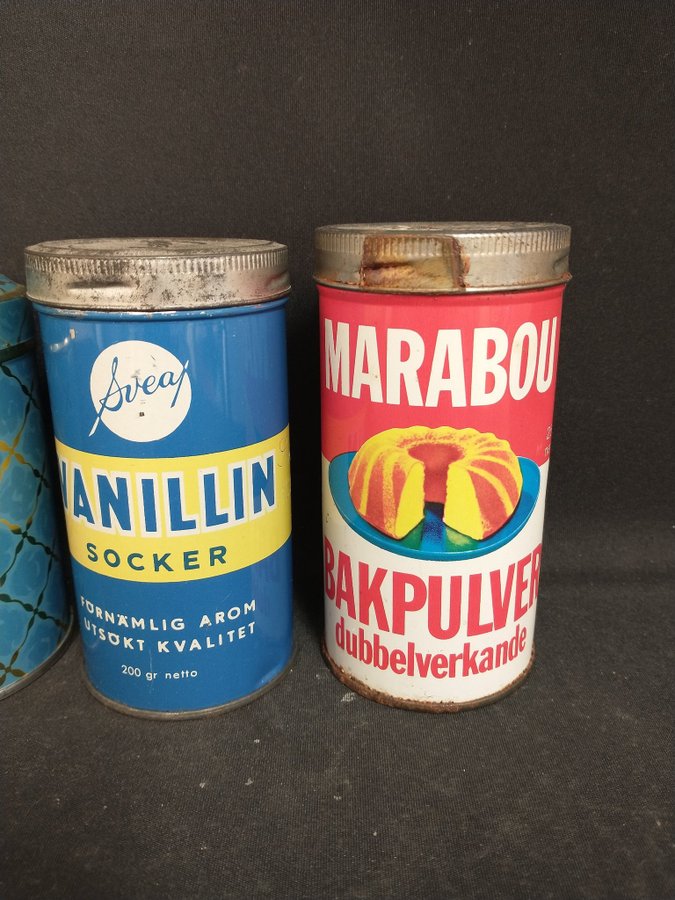 Svea
VANILLIN
SOCKER
FÖRNÄMLIG AROM
UTSÖKT KVALITET
200 gr netto
MARABOU
BAKPULVER
dubbelverkande